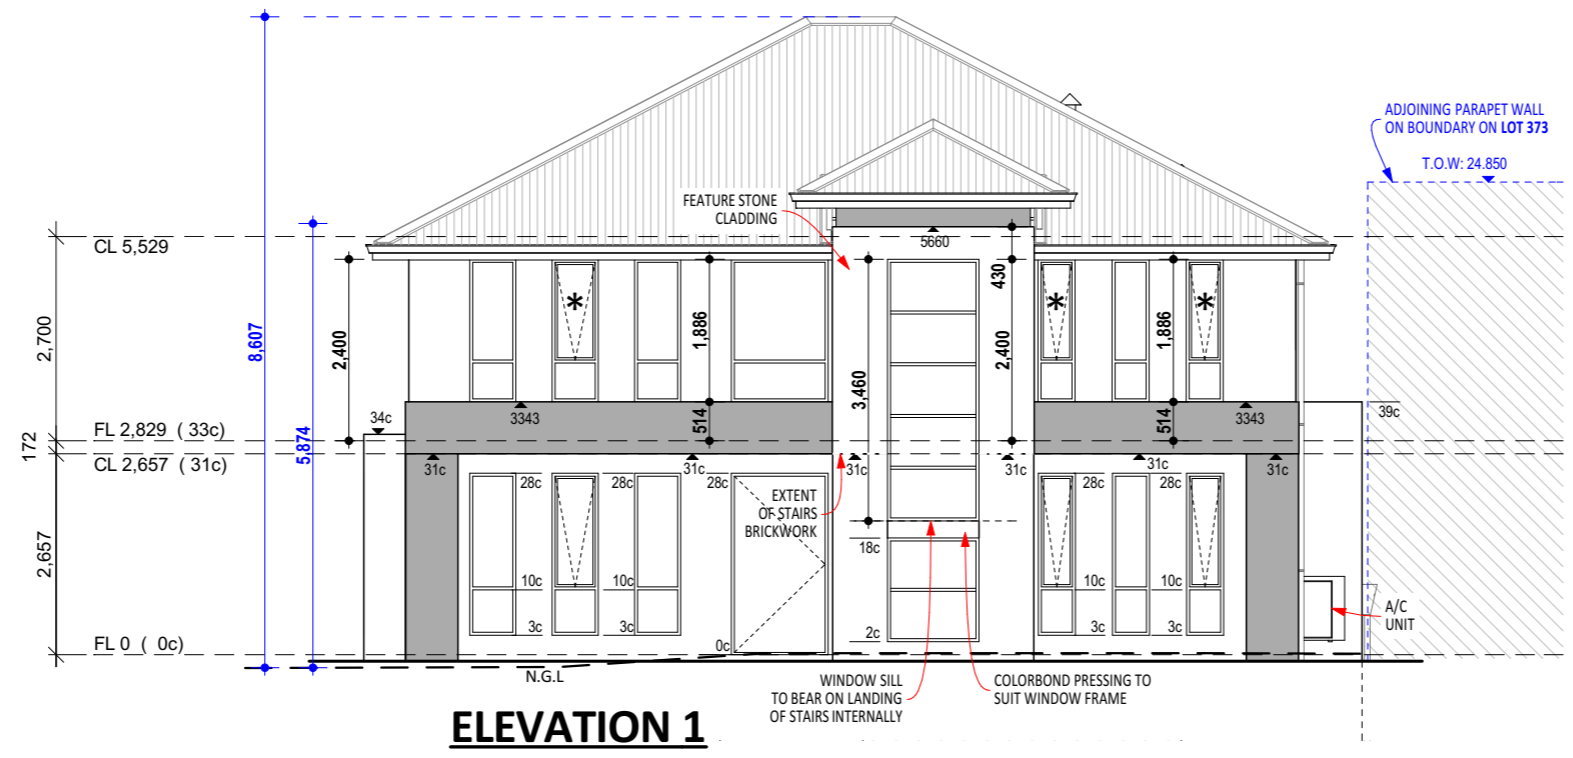 ADJOINING PARAPET WALL
ON BOUNDARY ON LOT 373
T.O.W: 24.850
FEATURE STONE
CLADDING
5660
CL 5,529
430
*
*
*
8,607
2,700
2,400
1,886
3,460
2,400
1,886
34c
3343
514
514
3343
39c
FL 2,829 ( 33c)
172
5,874
CL 2,657 ( 31c)
31c
31c
31c
31c
31c
31c
28c
28c
28c
28c
28c
EXTENT
OF STAIRS
BRICKWORK
18c
2,657
10c
10c
10c
10c
A/C
UNIT
3c
3c
2c
3c
3c
FL 0 ( 0c)
0c
N.G.L
WINDOW SILL
TO BEAR ON LANDING
OF STAIRS INTERNALLY
COLORBOND PRESSING TO
SUIT WINDOW FRAME
ELEVATION 1